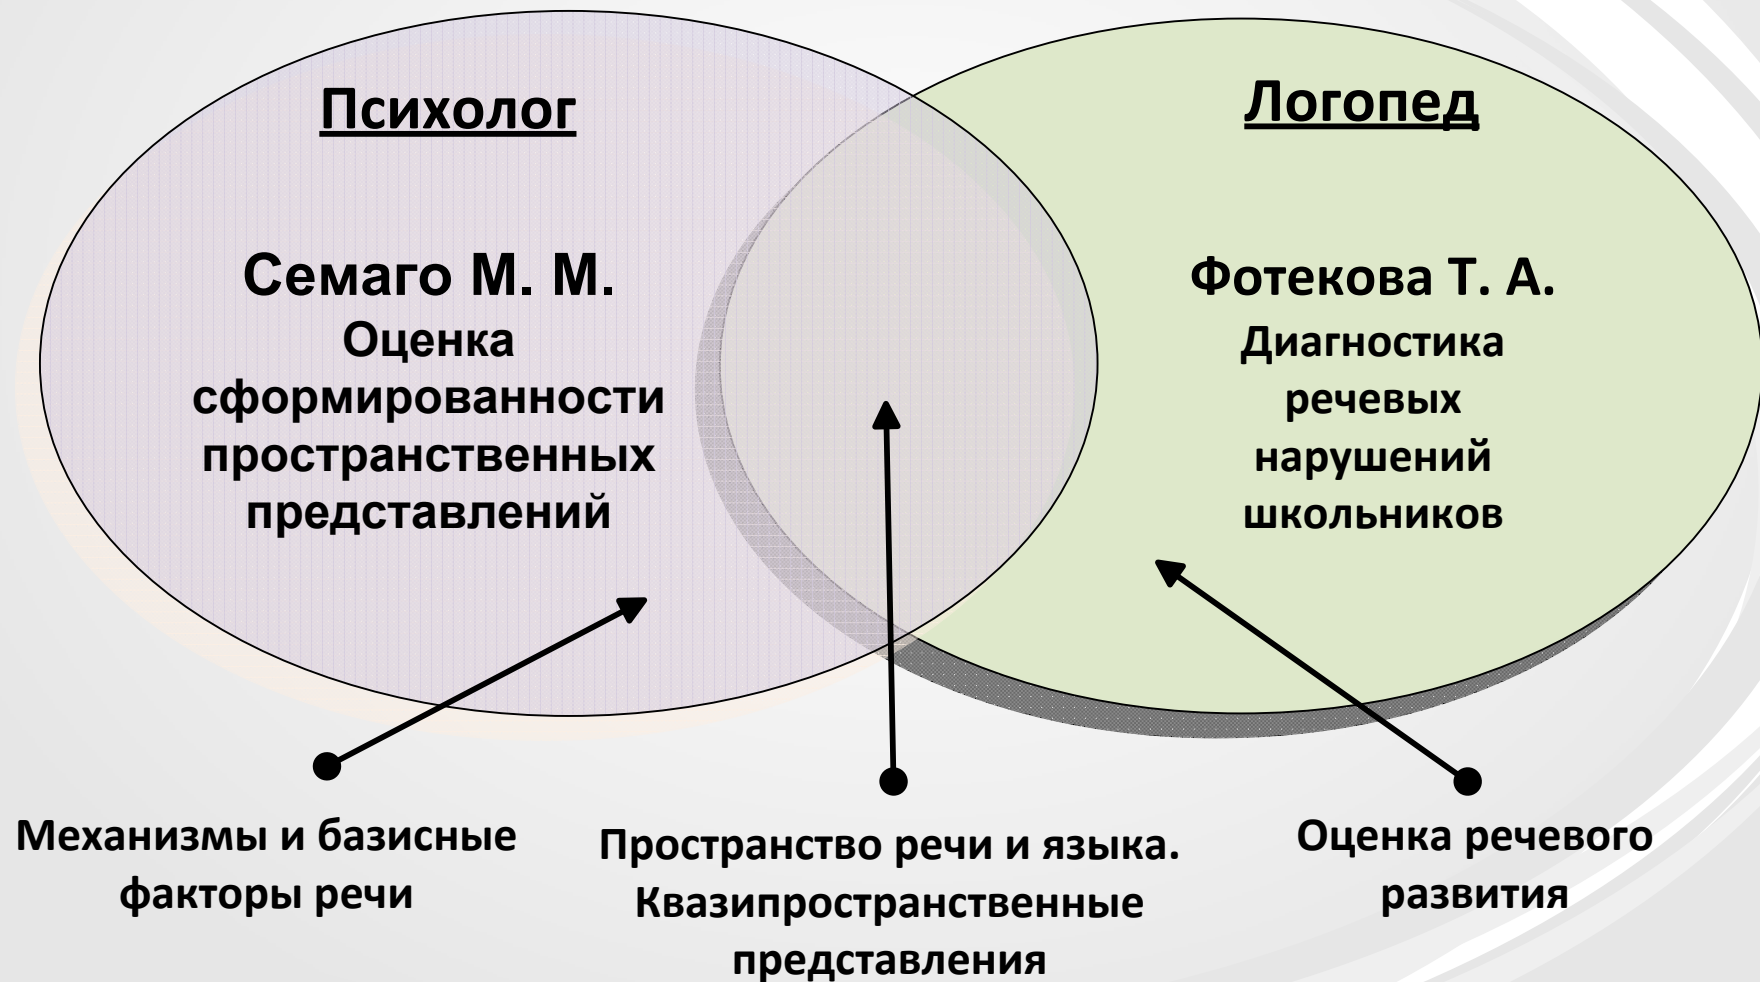 Психолог
Семаго М. М.
Оценка
сформированности
пространственных
представлений
Логопед
Фотекова Т. А.
Диагностика
речевых
нарушений
школьников
Механизмы и базисные
факторы речи
Пространство речи и языка.
Квазипространственные
представления
Оценка речевого
развития